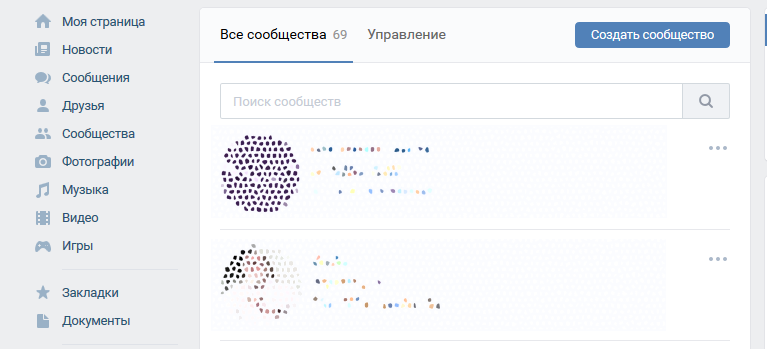 Моя страница
Новости
Сообщения
Друзья
Сообщества
Фотографии
Музыка
Видео
Игры
Закладки
Документы
Все сообщества 69 Управление Создать сообщество
Поиск сообществ